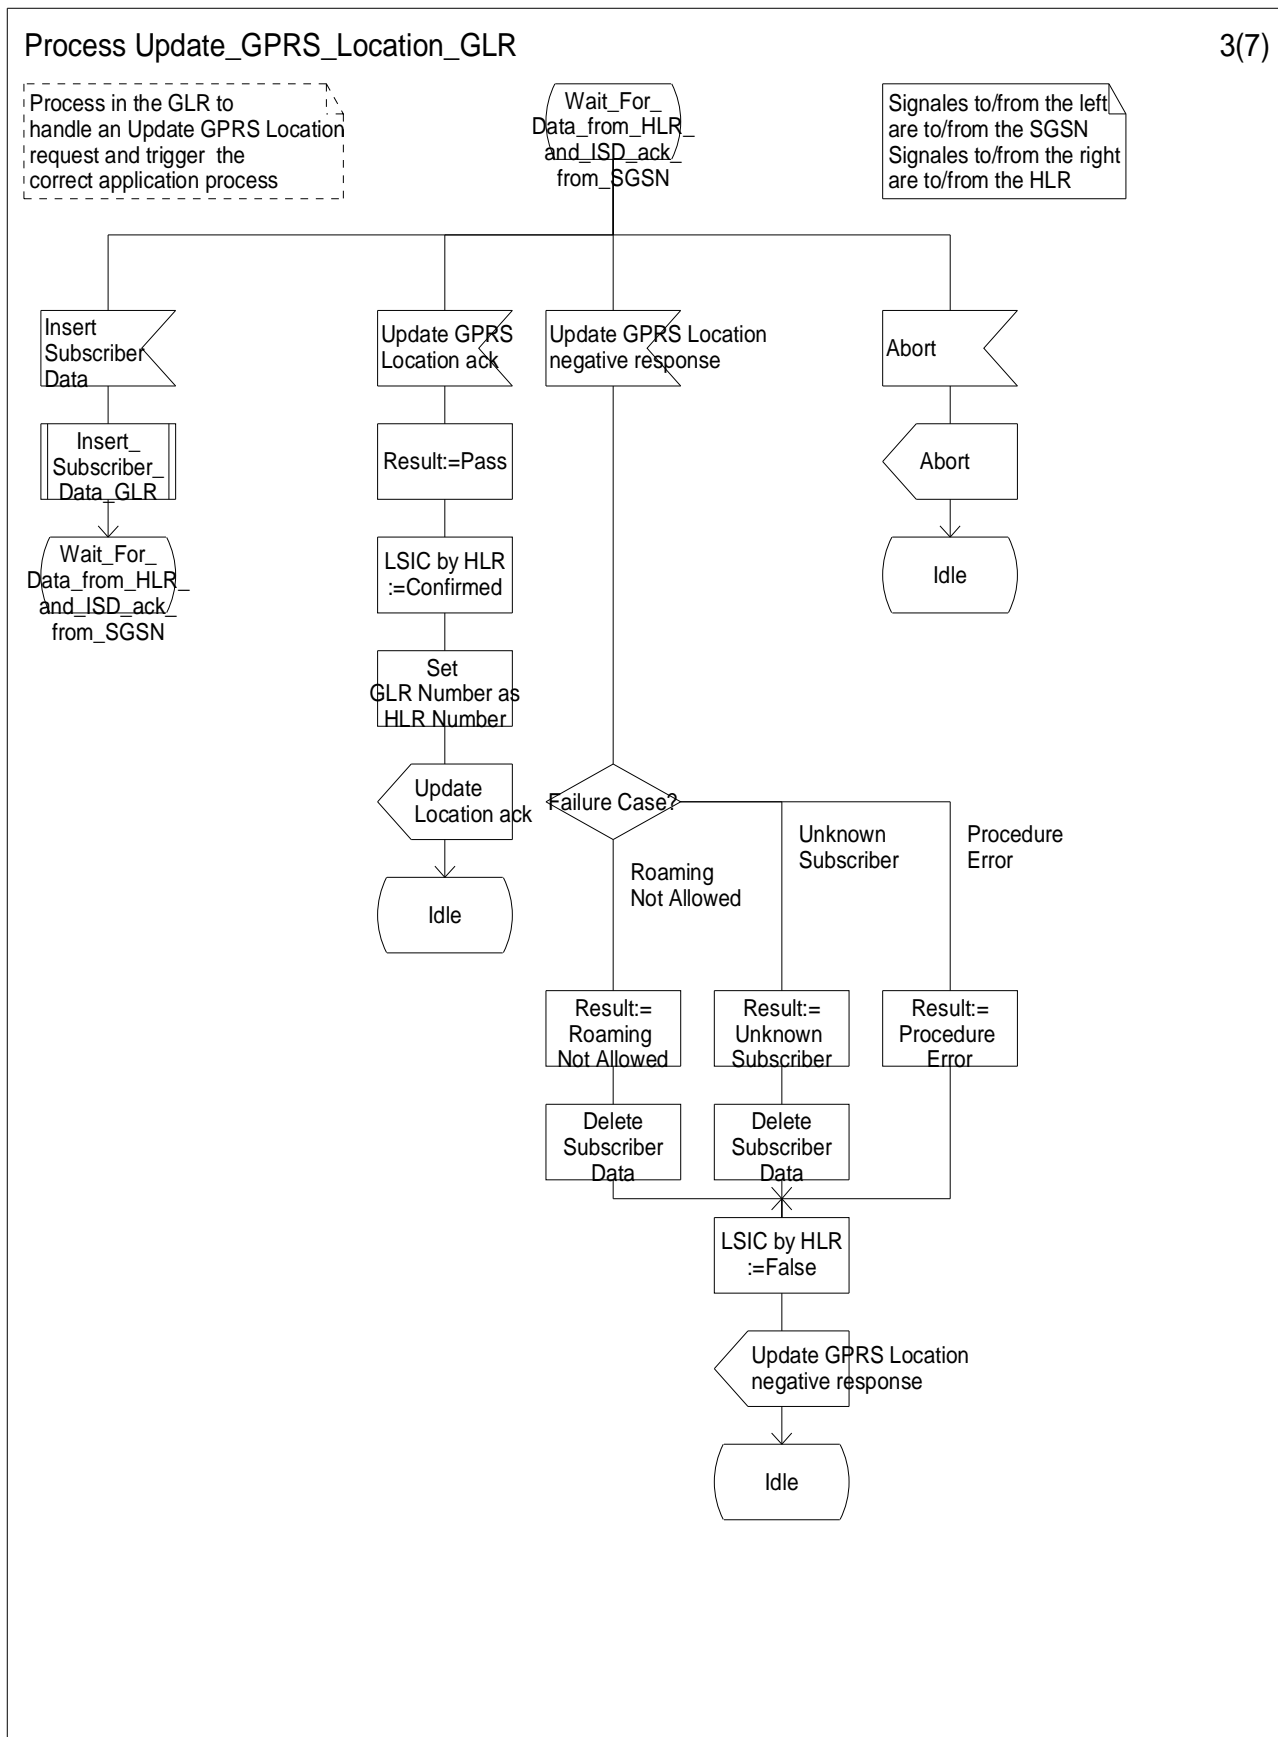 Process Update_GPRS_Location_GLR
3(7)
Process in the GLR to
handle an Update GPRS Location
request and trigger the
correct application process
Wait_For_
Data_from_HLR_
and_ISD_ack_
from_SGSN
Signales to/from the left
are to/from the SGSN
Signales to/from the right
are to/from the HLR
Insert
Subscriber
Data
Update GPRS
Location ack
Update GPRS Location
negative response
Abort
Insert_
Subscriber_
Data_GLR
Result:=Pass
Abort
Wait_For_
Data_from_HLR_
and_ISD_ack_
from_SGSN
LSIC by HLR
:=Confirmed
Idle
Set
GLR Number as
HLR Number
Update
Location ack
Failure Case?
Unknown
Subscriber
Procedure
Error
Roaming
Not Allowed
Idle
Result:=
Roaming
Not Allowed
Result:=
Unknown
Subscriber
Result:=
Procedure
Error
Delete
Subscriber
Data
Delete
Subscriber
Data
LSIC by HLR
:=False
Update GPRS Location
negative response
Idle